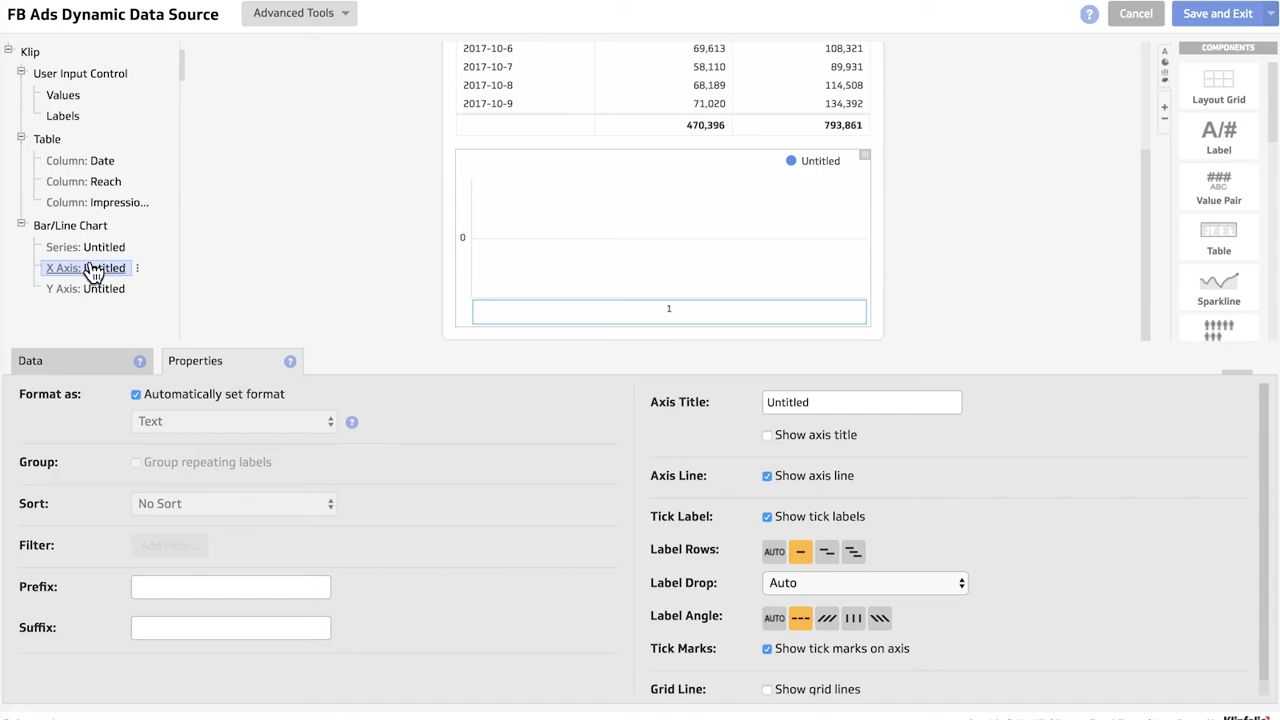 FB Ads Dynamic Data Source
Advanced Tools
?
Cancel
Save and Exit
Klip
User Input Control
Values
Labels
Table
Column: Date
Column: Reach
Column: Impressio...
Bar/Line Chart
Series: Untitled
X Axis: Untitled
Y Axis: Untitled
2017-10-6 69,613 108,321
2017-10-7 58,110 89,931
2017-10-8 68,189 114,508
2017-10-9 71,020 134,392
470,396 793,861
Untitled
0
1
A
+
−
COMPONENTS
Layout Grid
A/#
Label
###
ABC
Value Pair
Table
Sparkline
Data ?
Properties ?
Format as:
Automatically set format
Text ?
Group:
Group repeating labels
Sort:
No Sort
Filter:
Add Filter...
Prefix:
Suffix:
Axis Title:
Untitled
Show axis title
Axis Line:
Show axis line
Tick Label:
Show tick labels
Label Rows:
AUTO
Label Drop:
Auto
Label Angle:
AUTO
Tick Marks:
Show tick marks on axis
Grid Line:
Show grid lines